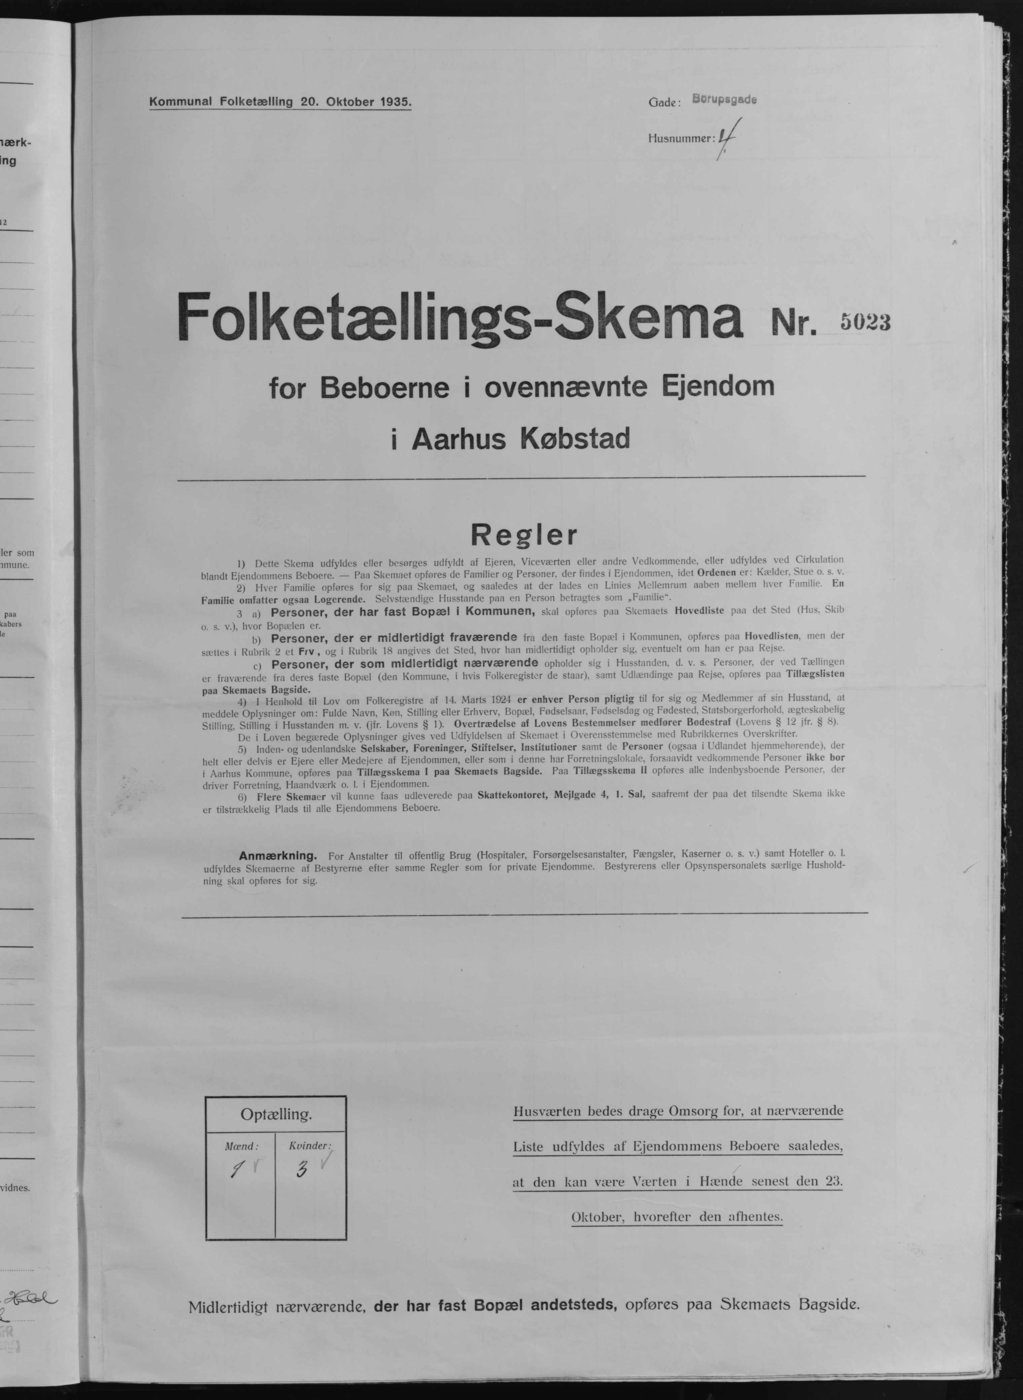 Kommunal Folketælling 20. Oktober 1935.
Gade: Borupsgade
Husnummer: 4
Folketællings-Skema Nr. 5023
for Beboerne i ovennævnte Ejendom
i Aarhus Købstad
Regler
1) Dette Skema udfyldes eller besørges udfyldt af Ejeren, Viceværten eller andre Vedkommende, eller udfyldes ved Cirkulation
blandt Ejendommens Beboere. — Paa Skemaet opføres de Familier og Personer, der findes i Ejendommen, idet Ordenen er: Kælder, Stue o. s. v.
2) Hver Familie opføres for sig paa Skemaet, og saaledes at der lades en Linies Mellemrum aaben mellem hver Familie. En
Familie omfatter ogsaa Logerende. Selvstændige Husstande paa en Person betragtes som „Familie“.
3 a) Personer, der har fast Bopæl i Kommunen, skal opføres paa Skemaets Hovedliste paa det Sted (Hus, Skib
o. s. v.), hvor Bopælen er.
b) Personer, der er midlertidigt fraværende fra den faste Bopæl i Kommunen, opføres paa Hovedlisten, men der
sættes i Rubrik 2 et Frv, og i Rubrik 18 angives det Sted, hvor han midlertidigt opholder sig, eventuelt om han er paa Rejse.
c) Personer, der som midlertidigt nærværende opholder sig i Husstanden, d. v. s. Personer, der ved Tællingen
er fraværende fra deres faste Bopæl (den Kommune, i hvis Folkeregister de staar), samt Udlændinge paa Rejse, opføres paa Tillægslisten
paa Skemaets Bagside.
4) I Henhold til Lov om Folkeregistre af 14. Marts 1924 er enhver Person pligtig til for sig og Medlemmer af sin Husstand, at
meddele Oplysninger om: Fulde Navn, Køn, Stilling eller Erhverv, Bopæl, Fødselsaar, Fødselsdag og Fødested, Statsborgerforhold, ægteskabelig
Stilling, Stilling i Husstanden m. v. (jfr. Lovens § 1). Overtrædelse af Lovens Bestemmelser medfører Bødestraf (Lovens § 12 jfr. § 8).
De i Loven begærede Oplysninger gives ved Udfyldelsen af Skemaet i Overensstemmelse med Rubrikkernes Overskrifter.
5) Inden- og udenlandske Selskaber, Foreninger, Stiftelser, Institutioner samt de Personer (ogsaa i Udlandet hjemmehørende), der
helt eller delvis er Ejere eller Medejere af Ejendommen, eller som i denne har Forretningslokale, forsaavidt vedkommende Personer ikke bor
i Aarhus Kommune, opføres paa Tillægsskema I paa Skemaets Bagside. Paa Tillægsskema II opføres alle indenbysboende Personer, der
driver Forretning, Haandværk o. l. i Ejendommen.
6) Flere Skemaer vil kunne faas udleverede paa Skattekontoret, Mejlgade 4, 1. Sal, saafremt der paa det tilsendte Skema ikke
er tilstrækkelig Plads til alle Ejendommens Beboere.
Anmærkning. For Anstalter til offentlig Brug (Hospitaler, Forsørgelsesanstalter, Fængsler, Kaserner o. s. v.) samt Hoteller o. l.
udfyldes Skemaerne af Bestyrerne efter samme Regler som for private Ejendomme. Bestyrerens eller Opsynspersonalets særlige Hushold-
ning skal opføres for sig.
Optælling.
Mænd: Kvinder:
1 3
Husværten bedes drage Omsorg for, at nærværende
Liste udfyldes af Ejendommens Beboere saaledes,
at den kan være Værten i Hænde senest den 23.
Oktober, hvorefter den afhentes.
Midlertidigt nærværende, der har fast Bopæl andetsteds, opføres paa Skemaets Bagside.